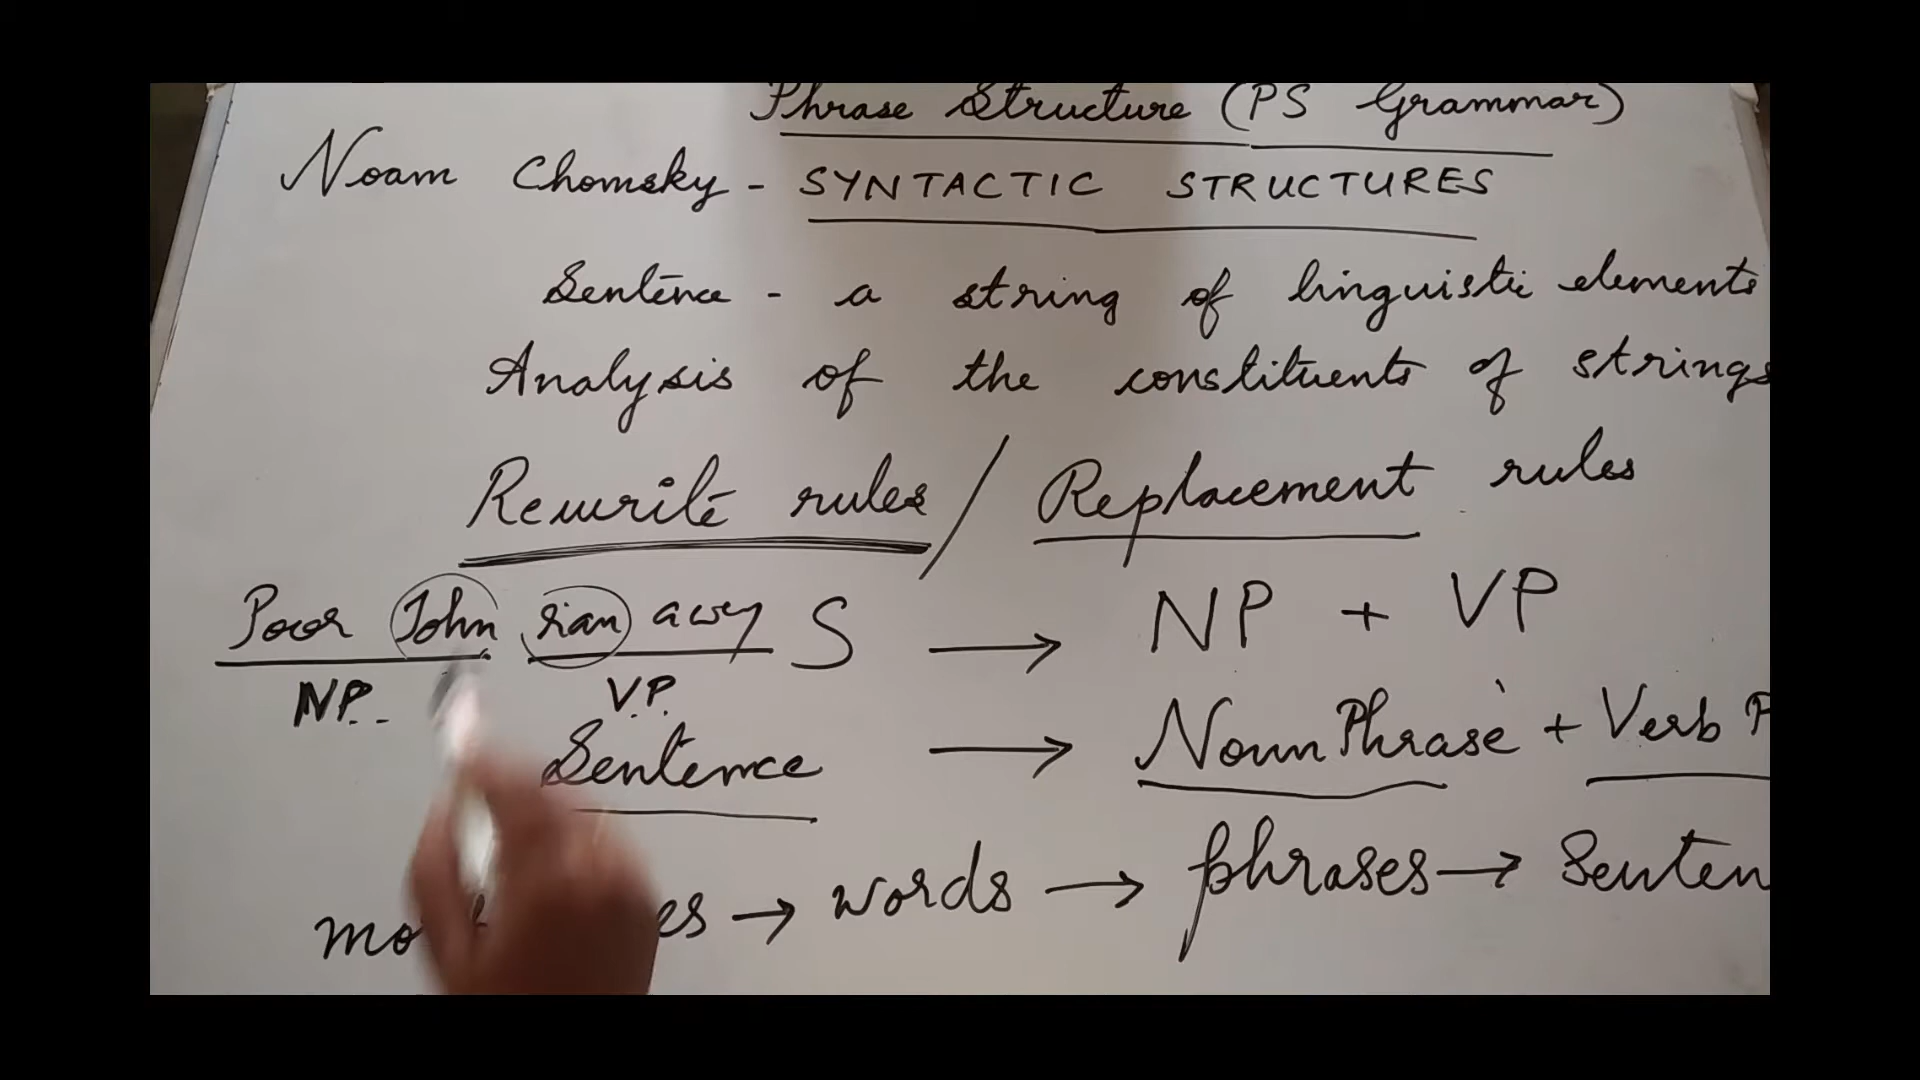 Phrase Structure (PS Grammar)
Noam Chomsky - SYNTACTIC STRUCTURES
Sentence - a string of linguistic elements
Analysis of the constituents of strings
Rewrite rules / Replacement rules
Poor John ran away S → NP + VP
NP.. V.P.
Sentence → Noun Phrase + Verb P
→ words → phrases → Senten